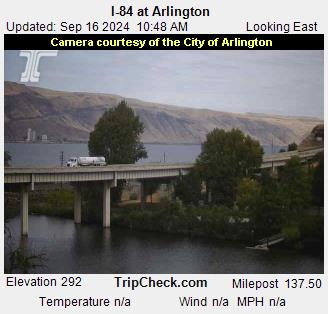 I-84 at Arlington
Updated: Sep 16 2024 10:48 AM Looking East
Camera courtesy of the City of Arlington
Elevation 292 TripCheck.com Milepost 137.50
Temperature n/a Wind n/a MPH n/a